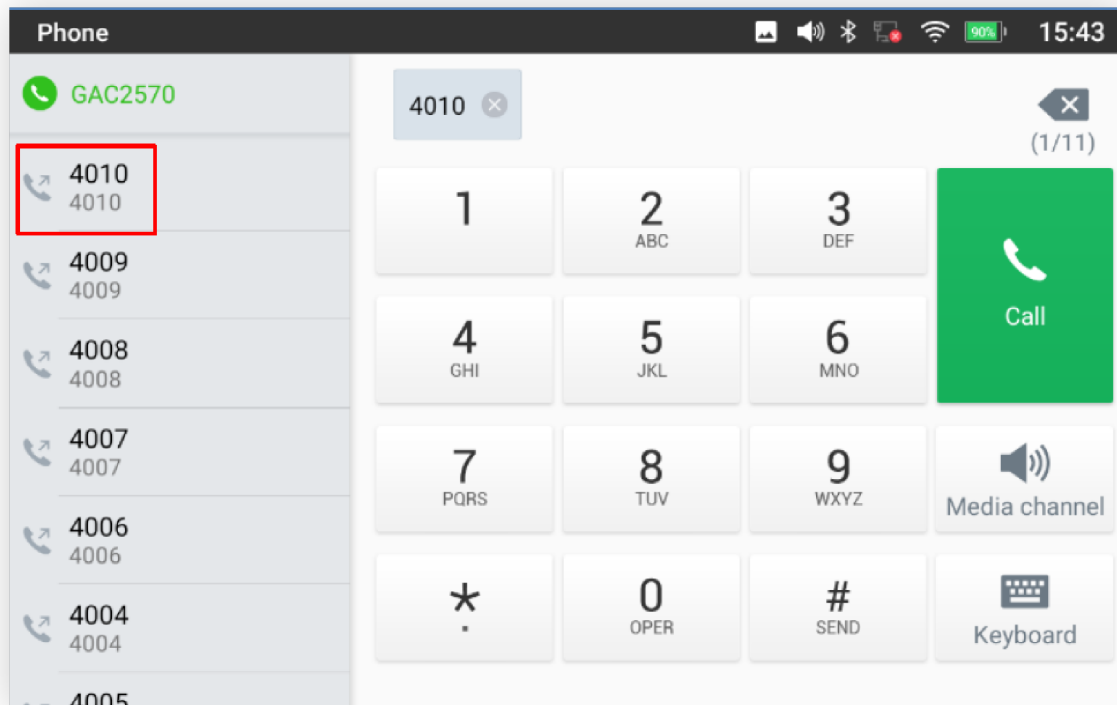 Phone
90%
15:43
GAC2570
4010
4010
4009
4009
4008
4008
4007
4007
4006
4006
4004
4004
4005
4010
(1/11)
1
2
ABC
3
DEF
Call
4
GHI
5
JKL
6
MNO
7
PQRS
8
TUV
9
WXYZ
Media channel
*
.
0
OPER
#
SEND
Keyboard